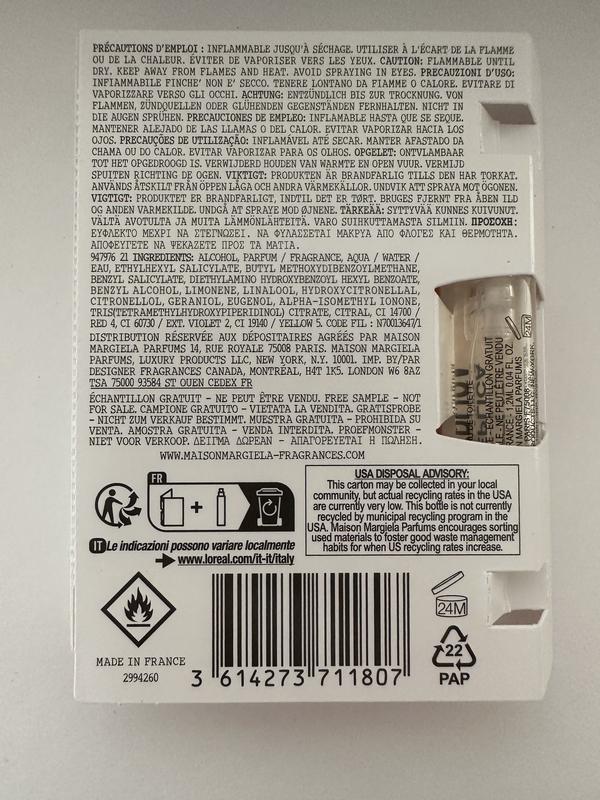 PRÉCAUTIONS D'EMPLOI : INFLAMMABLE JUSQU'À SÉCHAGE. UTILISER À L'ÉCART DE LA FLAMME
OU DE LA CHALEUR. ÉVITER DE VAPORISER VERS LES YEUX. CAUTION: FLAMMABLE UNTIL
DRY. KEEP AWAY FROM FLAMES AND HEAT. AVOID SPRAYING IN EYES. PRECAUZIONI D'USO:
INFIAMMABILE FINCHE' NON E' SECCO. TENERE LONTANO DA FIAMME O CALORE. EVITARE DI
VAPORIZZARE VERSO GLI OCCHI. ACHTUNG: ENTZÜNDLICH BIS ZUR TROCKNUNG. VON
FLAMMEN, ZÜNDQUELLEN ODER GLÜHENDEN GEGENSTÄNDEN FERNHALTEN. NICHT IN
DIE AUGEN SPRÜHEN. PRECAUCIONES DE EMPLEO: INFLAMABLE HASTA QUE SE SEQUE.
MANTENER ALEJADO DE LAS LLAMAS O DEL CALOR. EVITAR VAPORIZAR HACIA LOS
OJOS. PRECAUÇÕES DE UTILIZAÇÃO: INFLAMÁVEL ATÉ SECAR. MANTER AFASTADO DA
CHAMA OU DO CALOR. EVITAR VAPORIZAR PARA OS OLHOS. OPGELET: ONTVLAMBAAR
TOT HET OPGEDROOGD IS. VERWIJDERD HOUDEN VAN WARMTE EN OPEN VUUR. VERMIJD
SPUITEN RICHTING DE OGEN. VIKTIGT: PRODUKTEN ÄR BRANDFARLIG TILLS DEN HAR TORKAT.
ANVÄNDS ÅTSKILT FRÅN ÖPPEN LÅGA OCH ANDRA VÄRMEKÄLLOR. UNDVIK ATT SPRAYA MOT ÖGONEN.
VIGTIGT: PRODUKTET ER BRANDFARLIGT, INDTIL DET ER TØRT. BRUGES FJERNT FRA ÅBEN ILD
OG ANDEN VARMEKILDE. UNDGÅ AT SPRAYE MOD ØJNENE. TÄRKEÄÄ: SYTTYVÄÄ KUNNES KUIVUNUT.
VÄLTÄ AVOTULTA JA MUITA LÄMMÖNLÄHTEITÄ. VARO SUIHKUTTAMASTA SILMIIN. ΠΡΟΣΟΧΗ:
ΕΥΦΛΕΚΤΟ ΜΕΧΡΙ ΝΑ ΣΤΕΓΝΩΣΕΙ. ΝΑ ΦΥΛΑΣΣΕΤΑΙ ΜΑΚΡΥΑ ΑΠΟ ΦΛΟΓΕΣ ΚΑΙ ΘΕΡΜΟΤΗΤΑ.
ΑΠΟΦΕΥΓΕΤΕ ΝΑ ΨΕΚΑΖΕΤΕ ΠΡΟΣ ΤΑ ΜΑΤΙΑ.
947976 21 INGREDIENTS: ALCOHOL, PARFUM / FRAGRANCE, AQUA / WATER /
EAU, ETHYLHEXYL SALICYLATE, BUTYL METHOXYDIBENZOYLMETHANE,
BENZYL SALICYLATE, DIETHYLAMINO HYDROXYBENZOYL HEXYL BENZOATE,
BENZYL ALCOHOL, LIMONENE, LINALOOL, HYDROXYCITRONELLAL,
CITRONELLOL, GERANIOL, EUGENOL, ALPHA-ISOMETHYL IONONE,
TRIS(TETRAMETHYLHYDROXYPIPERIDINOL) CITRATE, CITRAL, CI 14700 /
RED 4, CI 60730 / EXT. VIOLET 2, CI 19140 / YELLOW 5. CODE FIL : N70013647/1
DISTRIBUTION RÉSERVÉE AUX DÉPOSITAIRES AGRÉÉS PAR MAISON
MARGIELA PARFUMS 14, RUE ROYALE 75008 PARIS. MAISON MARGIELA
PARFUMS, LUXURY PRODUCTS LLC, NEW YORK, N.Y. 10001. IMP. BY/PAR
DESIGNER FRAGRANCES CANADA, MONTRÉAL, H4T 1K5. LONDON W6 8AZ
TSA 75000 93584 ST OUEN CEDEX FR
ÉCHANTILLON GRATUIT - NE PEUT ÊTRE VENDU. FREE SAMPLE - NOT
FOR SALE. CAMPIONE GRATUITO - VIETATA LA VENDITA. GRATISPROBE
- NICHT ZUM VERKAUF BESTIMMT. MUESTRA GRATUITA - PROHIBIDA SU
VENTA. AMOSTRA GRATUITA - VENDA INTERDITA. PROEFMONSTER -
NIET VOOR VERKOOP. ΔΕΙΓΜΑ ΔΩΡΕΑΝ - ΑΠΑΓΟΡΕΥΕΤΑΙ Η ΠΩΛΗΣΗ.
WWW.MAISONMARGIELA-FRAGRANCES.COM
ÉCHANTILLON GRATUIT
NE PEUT ÊTRE VENDU
1.2ML 0.04 FL. OZ.
MARGIELA PARFUMS
24M
FR
+
IT Le indicazioni possono variare localmente
www.loreal.com/it-it/italy
USA DISPOSAL ADVISORY:
This carton may be collected in your local
community, but actual recycling rates in the USA
are currently very low. This bottle is not currently
recycled by municipal recycling program in the
USA. Maison Margiela Parfums encourages sorting
used materials to foster good waste management
habits for when US recycling rates increase.
MADE IN FRANCE
2994260
3 614273 711807
24M
22
PAP